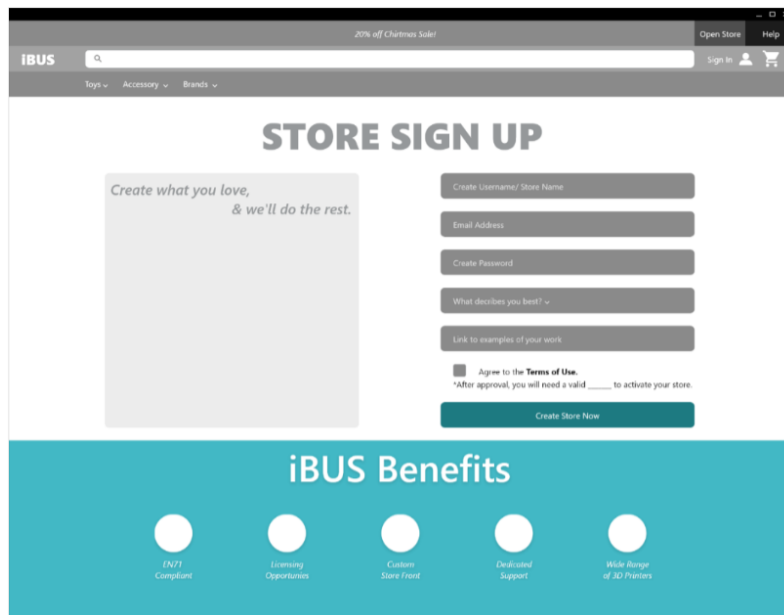 20% off Chirtmas Sale!
Open Store
Help
iBUS
Sign In
Toys
Accessory
Brands
STORE SIGN UP
Create what you love,
& we'll do the rest.
Create Username/ Store Name
Email Address
Create Password
What decribes you best?
Link to examples of your work
Agree to the Terms of Use.
*After approval, you will need a valid ______ to activate your store.
Create Store Now
iBUS Benefits
EN71
Compliant
Licensing
Opportunies
Custom
Store Front
Dedicated
Support
Wide Range
of 3D Printers